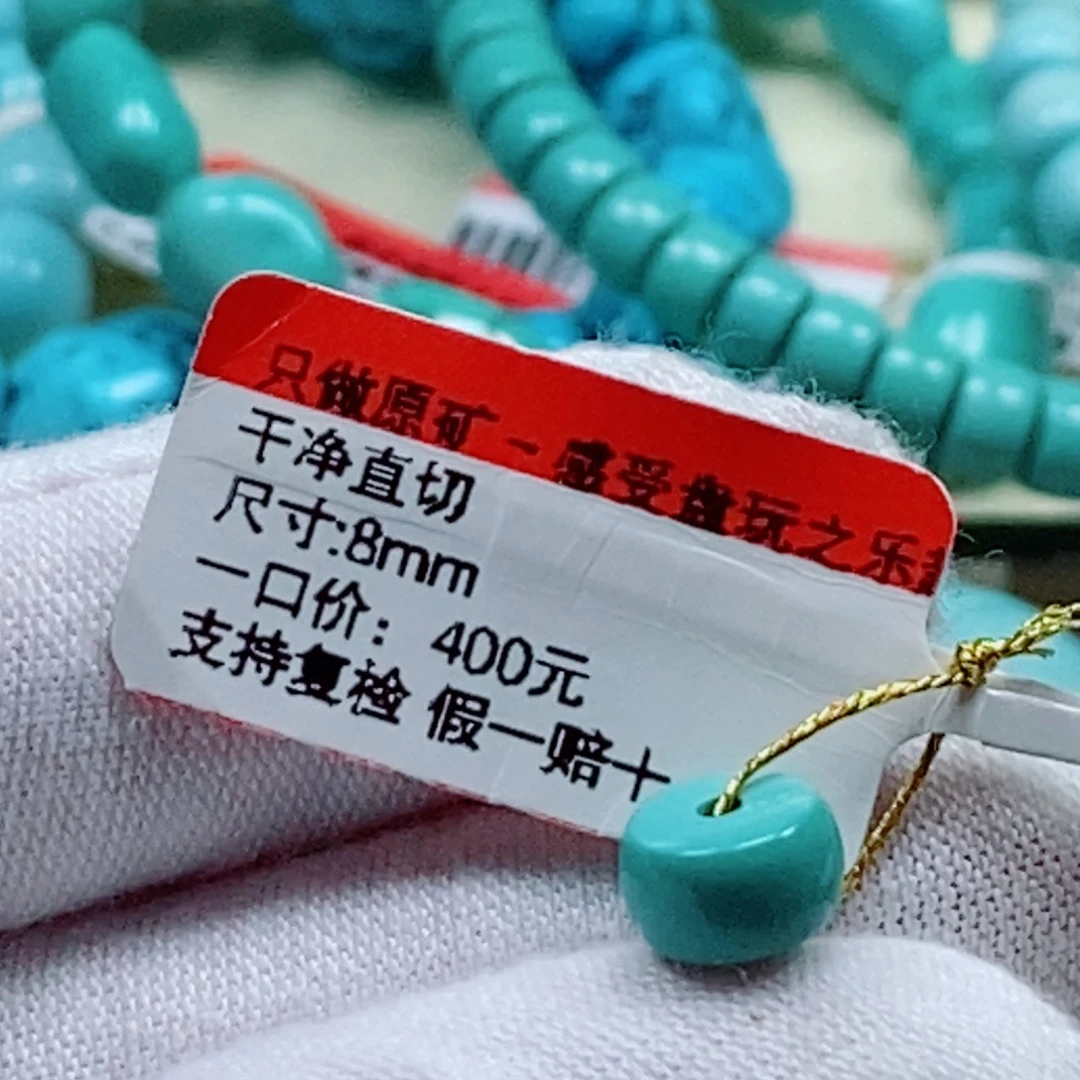 只做原矿-感受盘玩之乐趣
干净直切
尺寸:8mm
一口价：400元
支持复检 假一赔十